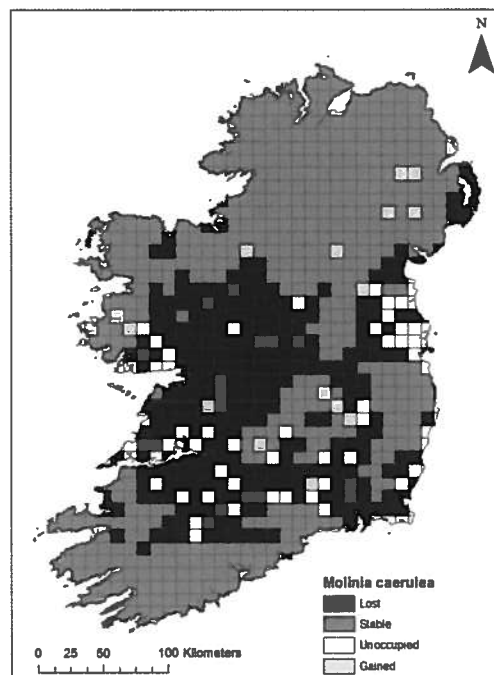 N
Molinia caerulea
Lost
Stable
Unoccupied
Gained
0 25 50 100 Kilometers